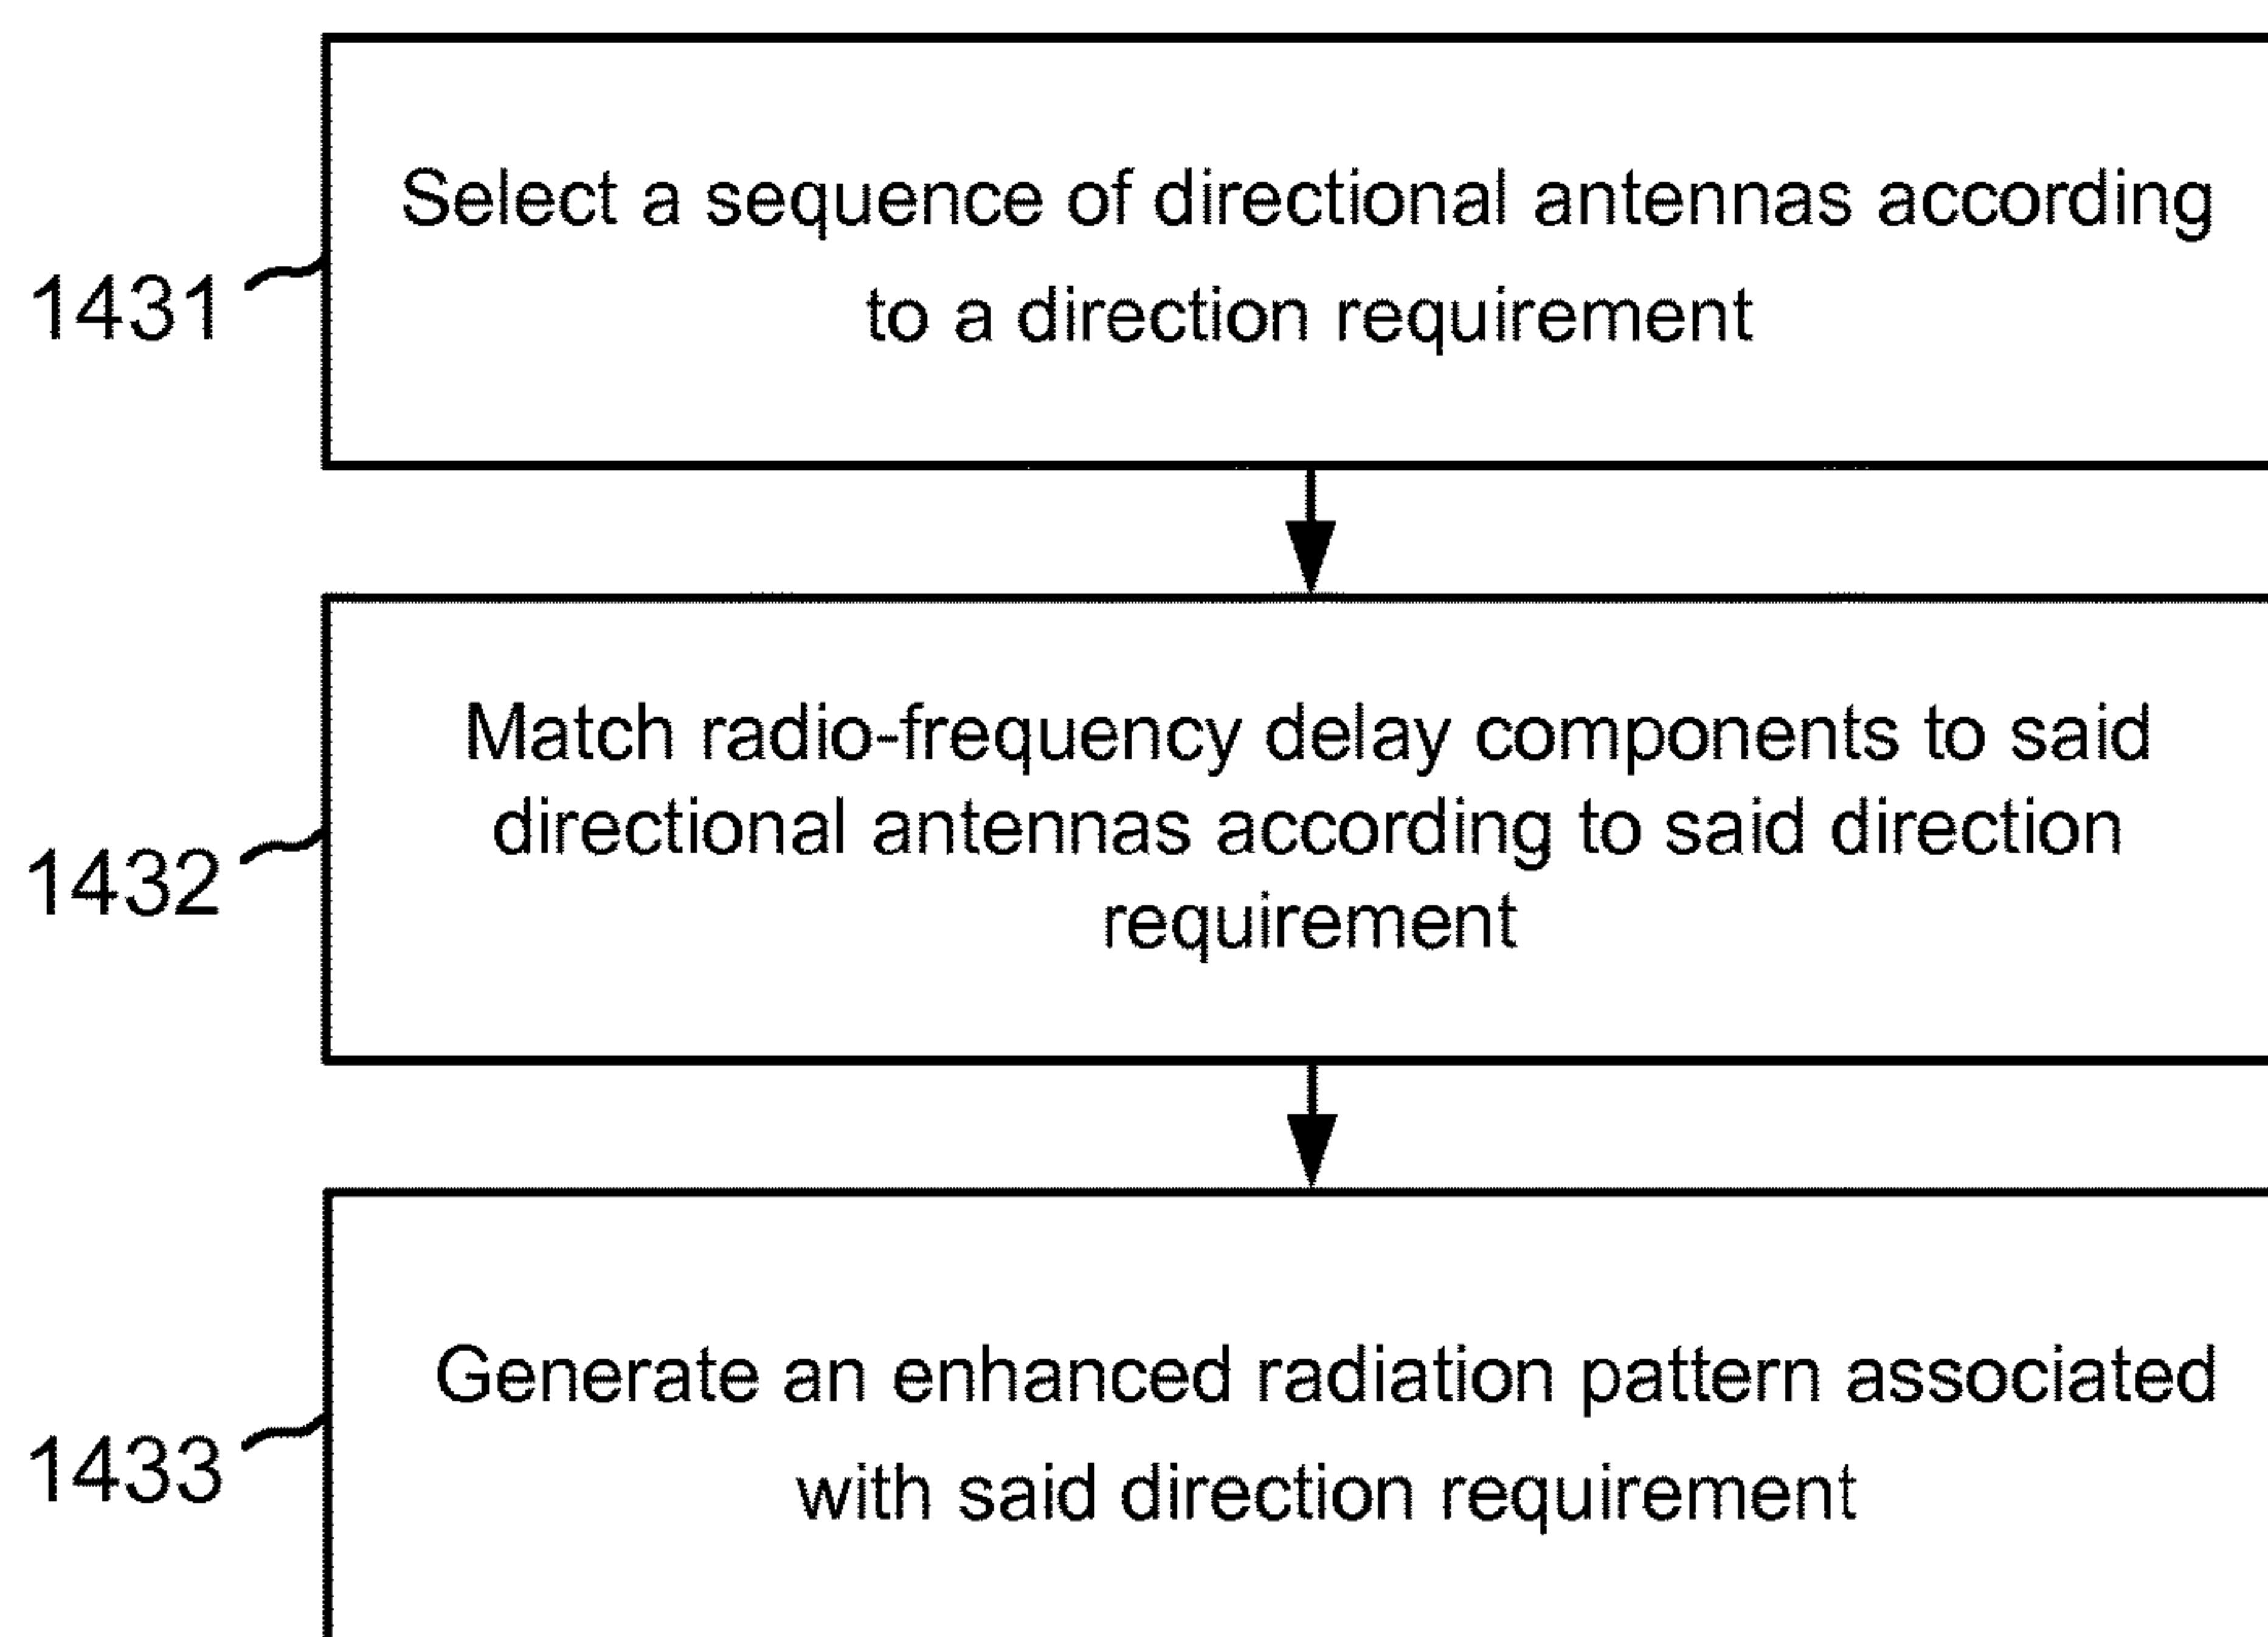 Select a sequence of directional antennas according
to a direction requirement
1431
Match radio-frequency delay components to said
directional antennas according to said direction
requirement
1432
Generate an enhanced radiation pattern associated
with said direction requirement
1433